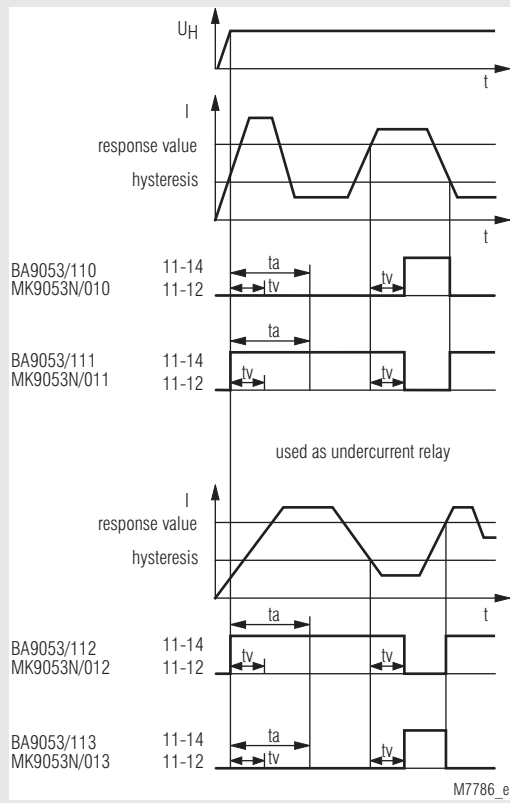 UH
t
I
response value
hysteresis
t
BA9053/110 11-14 ta
MK9053N/010 11-12 tv tv
ta
BA9053/111 11-14
MK9053N/011 11-12 tv tv
used as undercurrent relay
I
response value
hysteresis
t
ta
BA9053/112 11-14
MK9053N/012 11-12 tv tv
BA9053/113 11-14 ta
MK9053N/013 11-12 tv tv
M7786_e